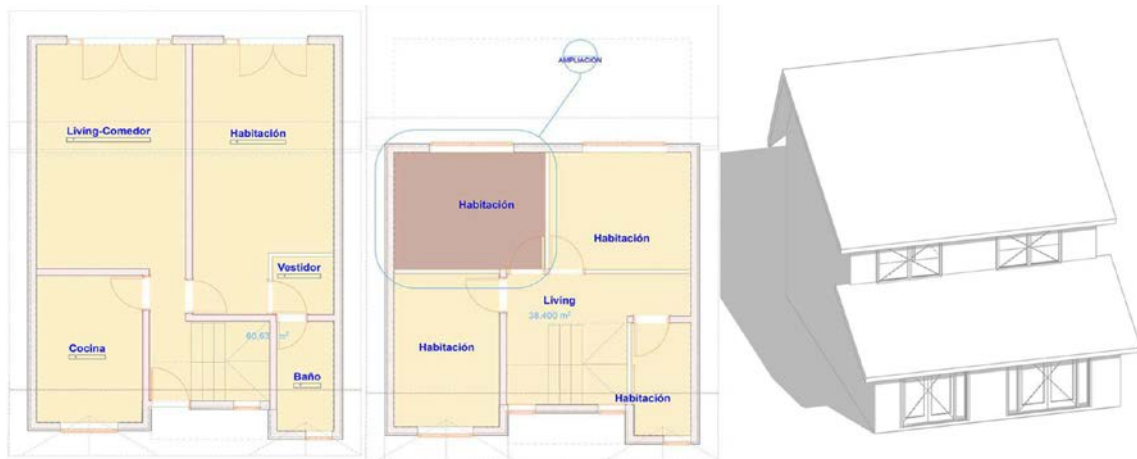 Living-Comedor
Habitación
Vestidor
Cocina
Baño
AMPLIACIÓN
Habitación
Habitación
Living
38.400 m²
Habitación
Habitación